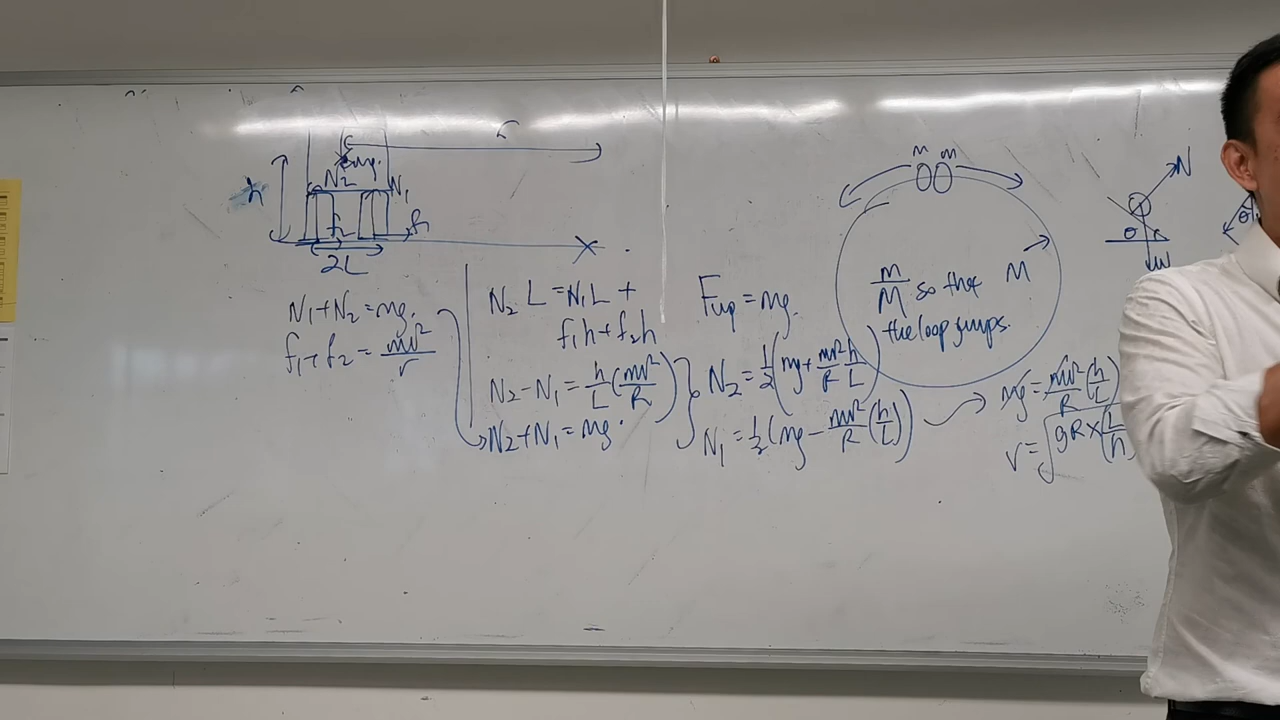 r
mg.
h
N2
N1
f2
f1
2L
N1+N2=mg.
f1+f2=mv²/r
N2 L=N1L+
f1h+f2h
N2-N1=h/L(mv²/R)
N2+N1=mg.
Fup=mg.
N2=1/2(mg+mv²/R h/L)
N1=1/2(mg-mv²/R(h/L))
m m
m/M so that M
the loop jumps.
mg=mv²/R(h/L)
v=√gR×(L/h)
N
θ
W
θ